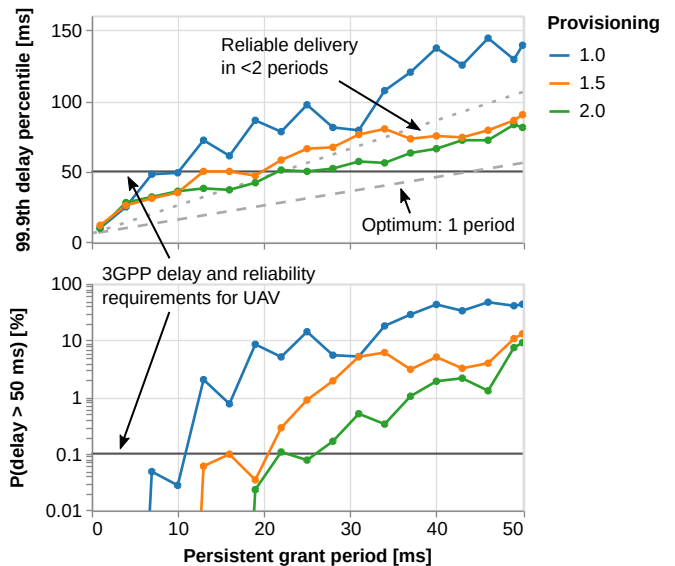 99.9th delay percentile [ms]
150
100
50
0
Reliable delivery
in <2 periods
Optimum: 1 period
Provisioning
1.0
1.5
2.0
3GPP delay and reliability
requirements for UAV
P(delay > 50 ms) [%]
100
10
1
0.1
0.01
0
10
20
30
40
50
Persistent grant period [ms]